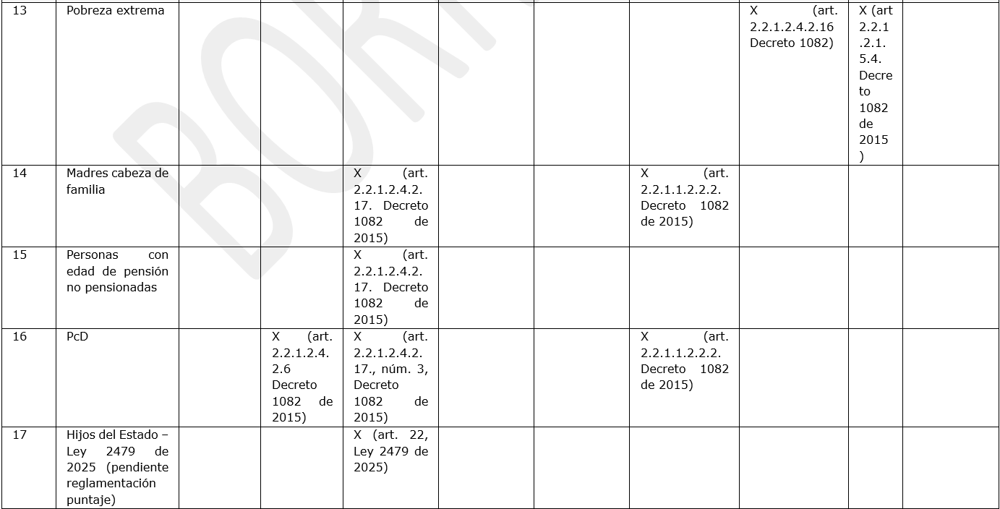 13
Pobreza extrema
X (art.
2.2.1.2.4.2.16
Decreto 1082)
X (art
2.2.1
.2.1.
5.4.
Decre
to
1082
de
2015
)
14
Madres cabeza de
familia
X (art.
2.2.1.2.4.2.
17. Decreto
1082 de
2015)
X (art.
2.2.1.1.2.2.2.
Decreto 1082
de 2015)
15
Personas con
edad de pensión
no pensionadas
X (art.
2.2.1.2.4.2.
17. Decreto
1082 de
2015)
16
PcD
X (art.
2.2.1.2.4.
2.6
Decreto
1082 de
2015)
X (art.
2.2.1.2.4.2.
17., núm. 3,
Decreto
1082 de
2015)
X (art.
2.2.1.1.2.2.2.
Decreto 1082
de 2015)
17
Hijos del Estado –
Ley 2479 de
2025 (pendiente
reglamentación
puntaje)
X (art. 22,
Ley 2479 de
2025)